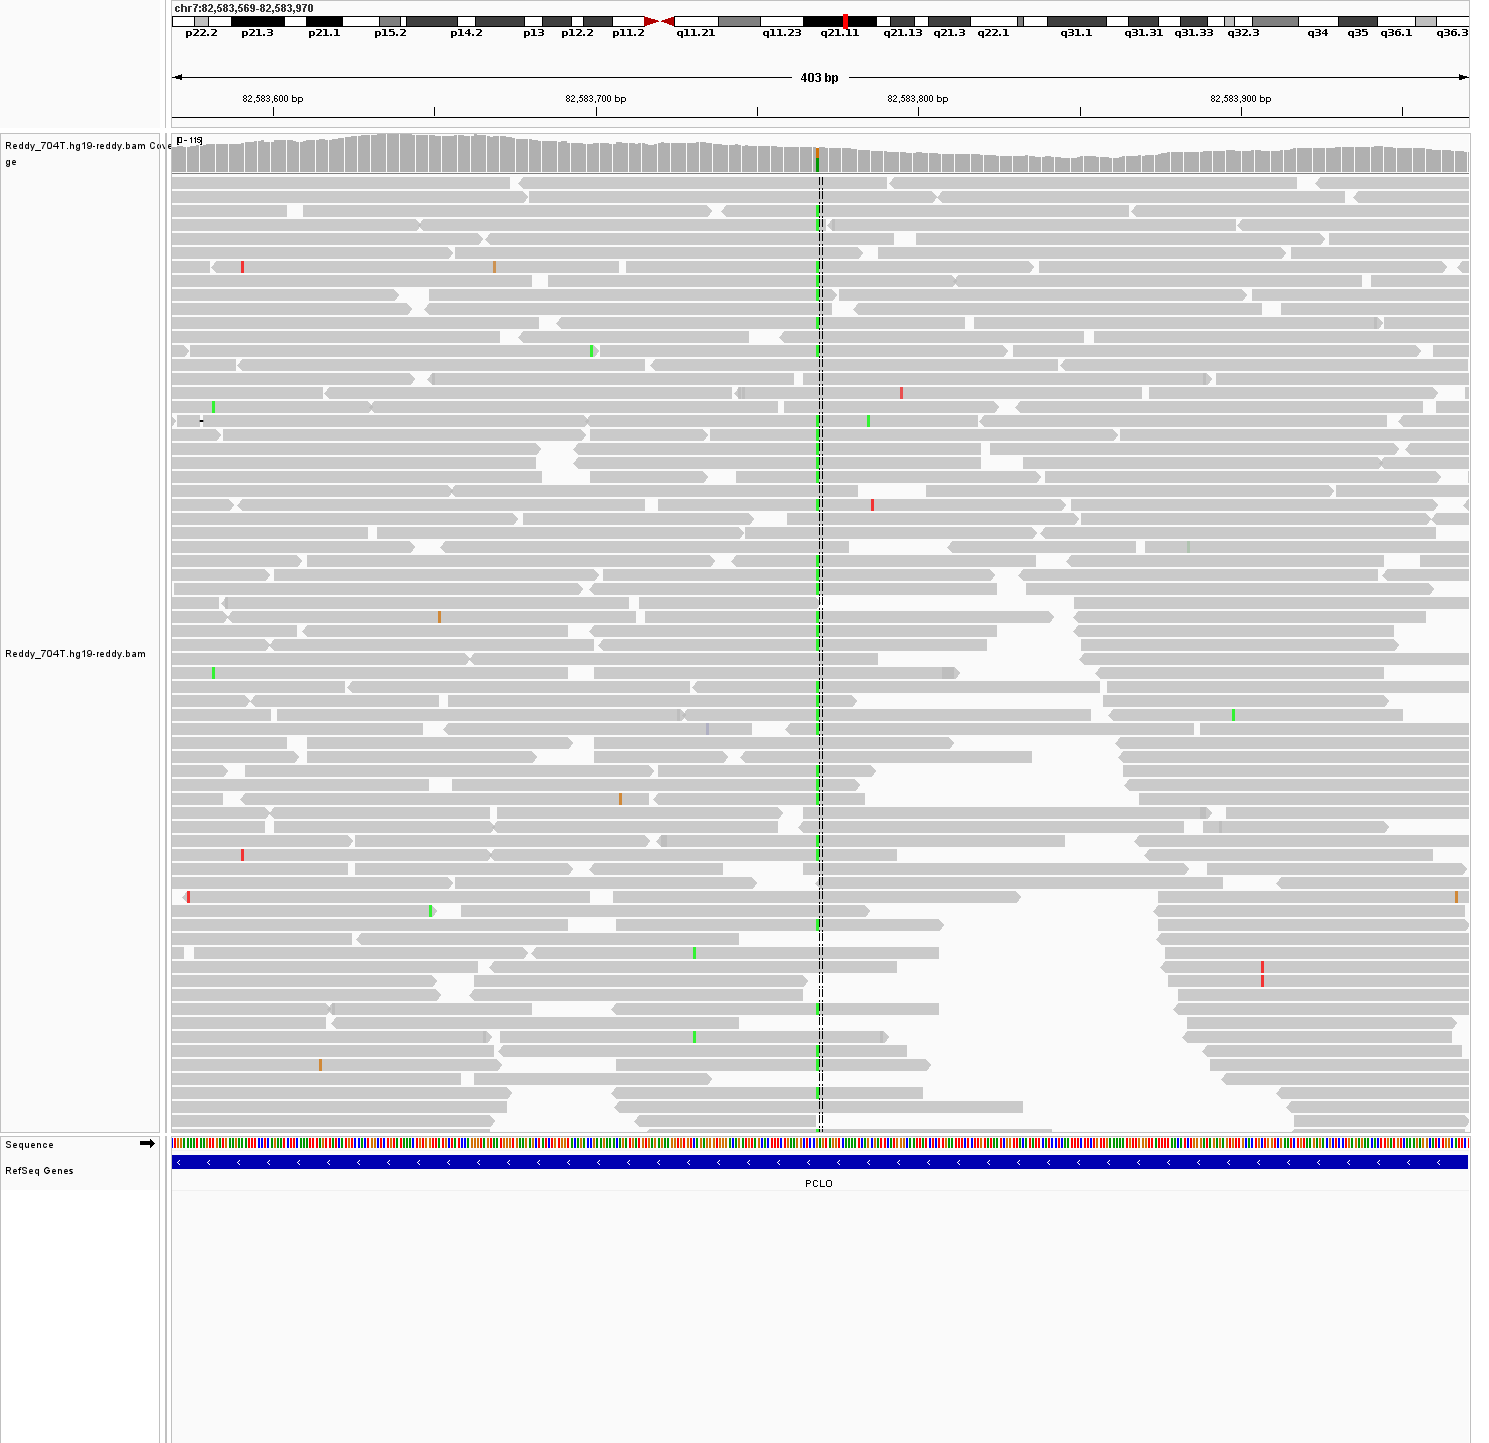 chr7:82,583,569-82,583,970
p22.2 p21.3 p21.1 p15.2 p14.2 p13 p12.2 p11.2 q11.21 q11.23 q21.11 q21.13 q21.3 q22.1 q31.1 q31.31 q31.33 q32.3 q34 q35 q36.1 q36.3
403 bp
82,583,600 bp 82,583,700 bp 82,583,800 bp 82,583,900 bp
[0 - 115]
Reddy_704T.hg19-reddy.bam Cove
ge
Reddy_704T.hg19-reddy.bam
Sequence
RefSeq Genes
PCLO